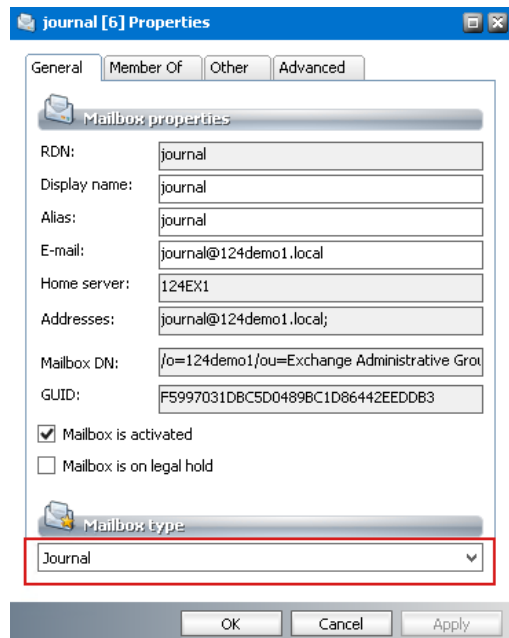 journal [6] Properties
General Member Of Other Advanced
Mailbox properties
RDN: journal
Display name: journal
Alias: journal
E-mail: journal@124demo1.local
Home server: 124EX1
Addresses: journal@124demo1.local;
Mailbox DN: /o=124demo1/ou=Exchange Administrative Grou
GUID: F5997031DBC5D0489BC1D86442EEDDB3
Mailbox is activated
Mailbox is on legal hold
Mailbox type
Journal
OK Cancel Apply